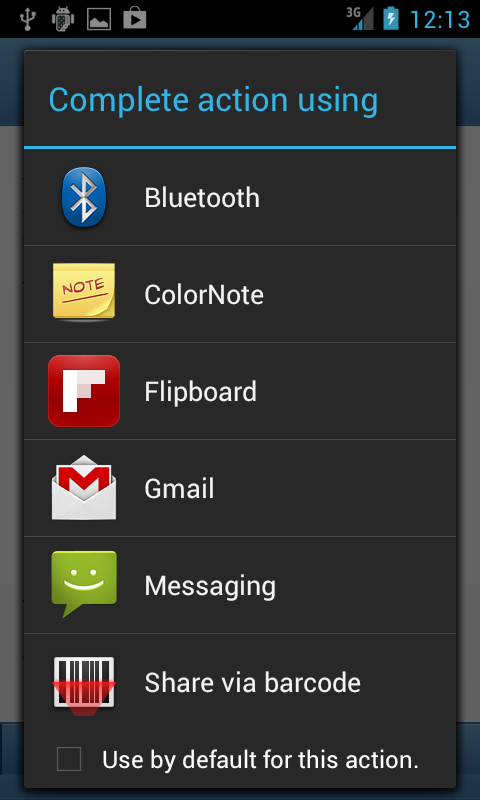 3G 12:13
Complete action using
Bluetooth
NOTE
ColorNote
Flipboard
Gmail
Messaging
Share via barcode
Use by default for this action.